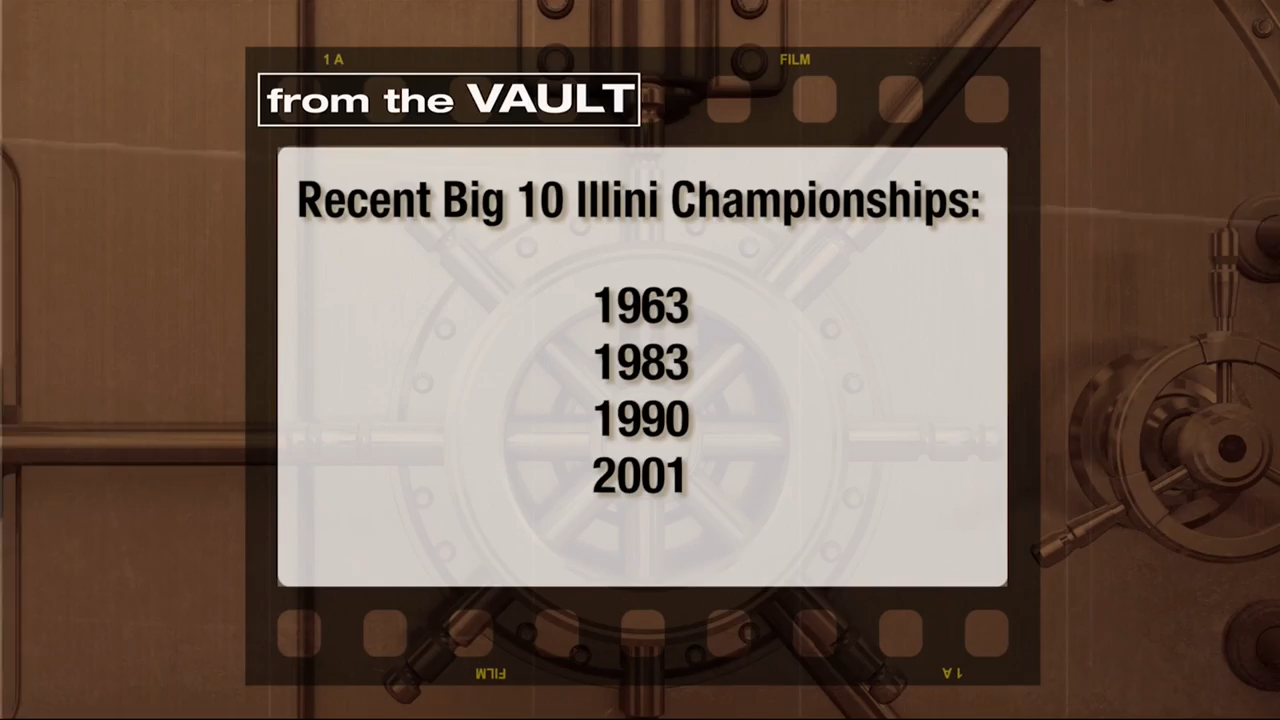 1 A FILM
from the VAULT
Recent Big 10 Illini Championships:
1963
1983
1990
2001
FILM 1 A